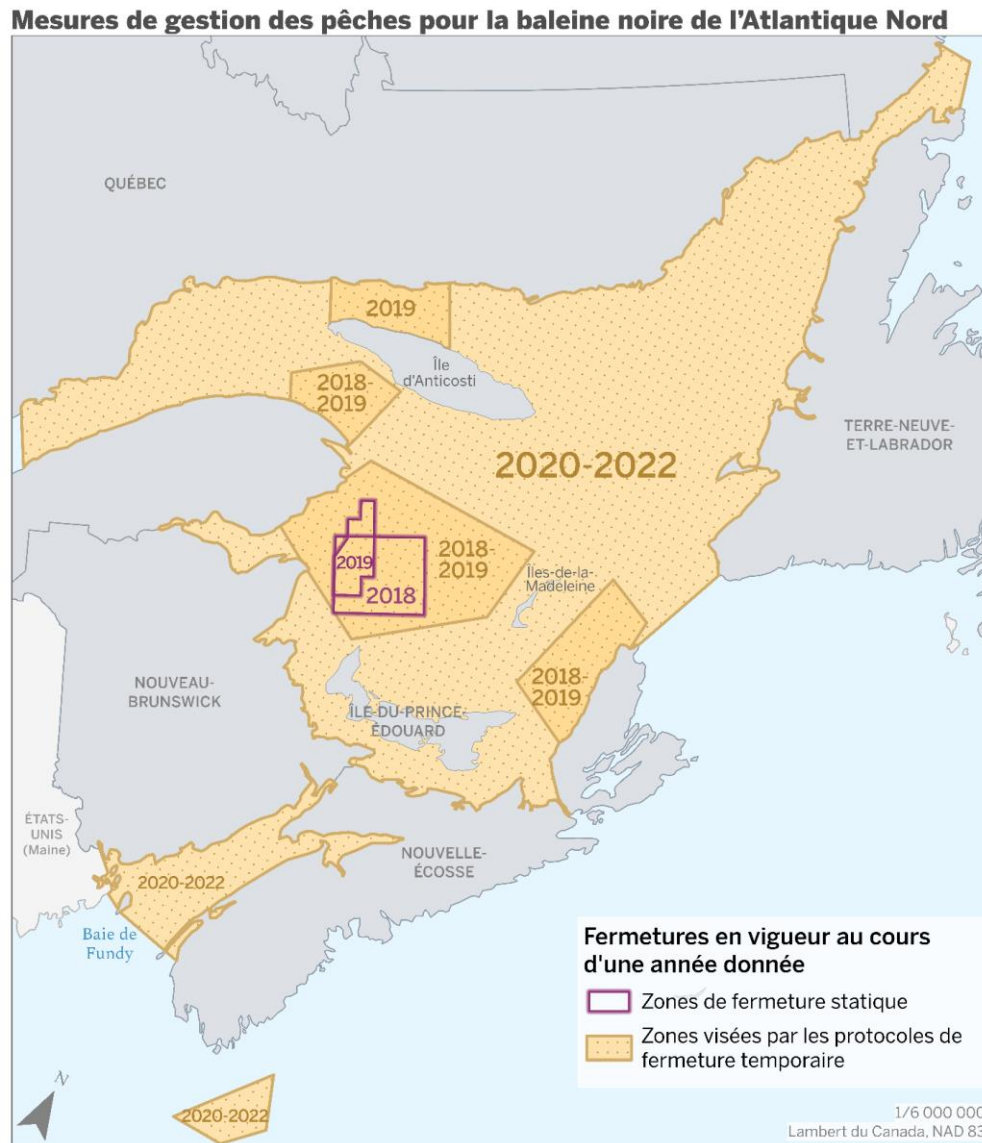 Mesures de gestion des pêches pour la baleine noire de l'Atlantique Nord
QUÉBEC
2019
Île
d'Anticosti
2018-
2019
TERRE-NEUVE-
ET-LABRADOR
2020-2022
2018-
2019
2019
2018
Îles-de-la-
Madeleine
NOUVEAU-
BRUNSWICK
2018-
2019
ÎLE-DU-PRINCE-
ÉDOUARD
ÉTATS-
UNIS
(Maine)
NOUVELLE-
ÉCOSSE
2020-2022
Baie de
Fundy
Fermetures en vigueur au cours
d'une année donnée
Zones de fermeture statique
Zones visées par les protocoles de
fermeture temporaire
N
2020-2022
1/6 000 000
Lambert du Canada, NAD 83